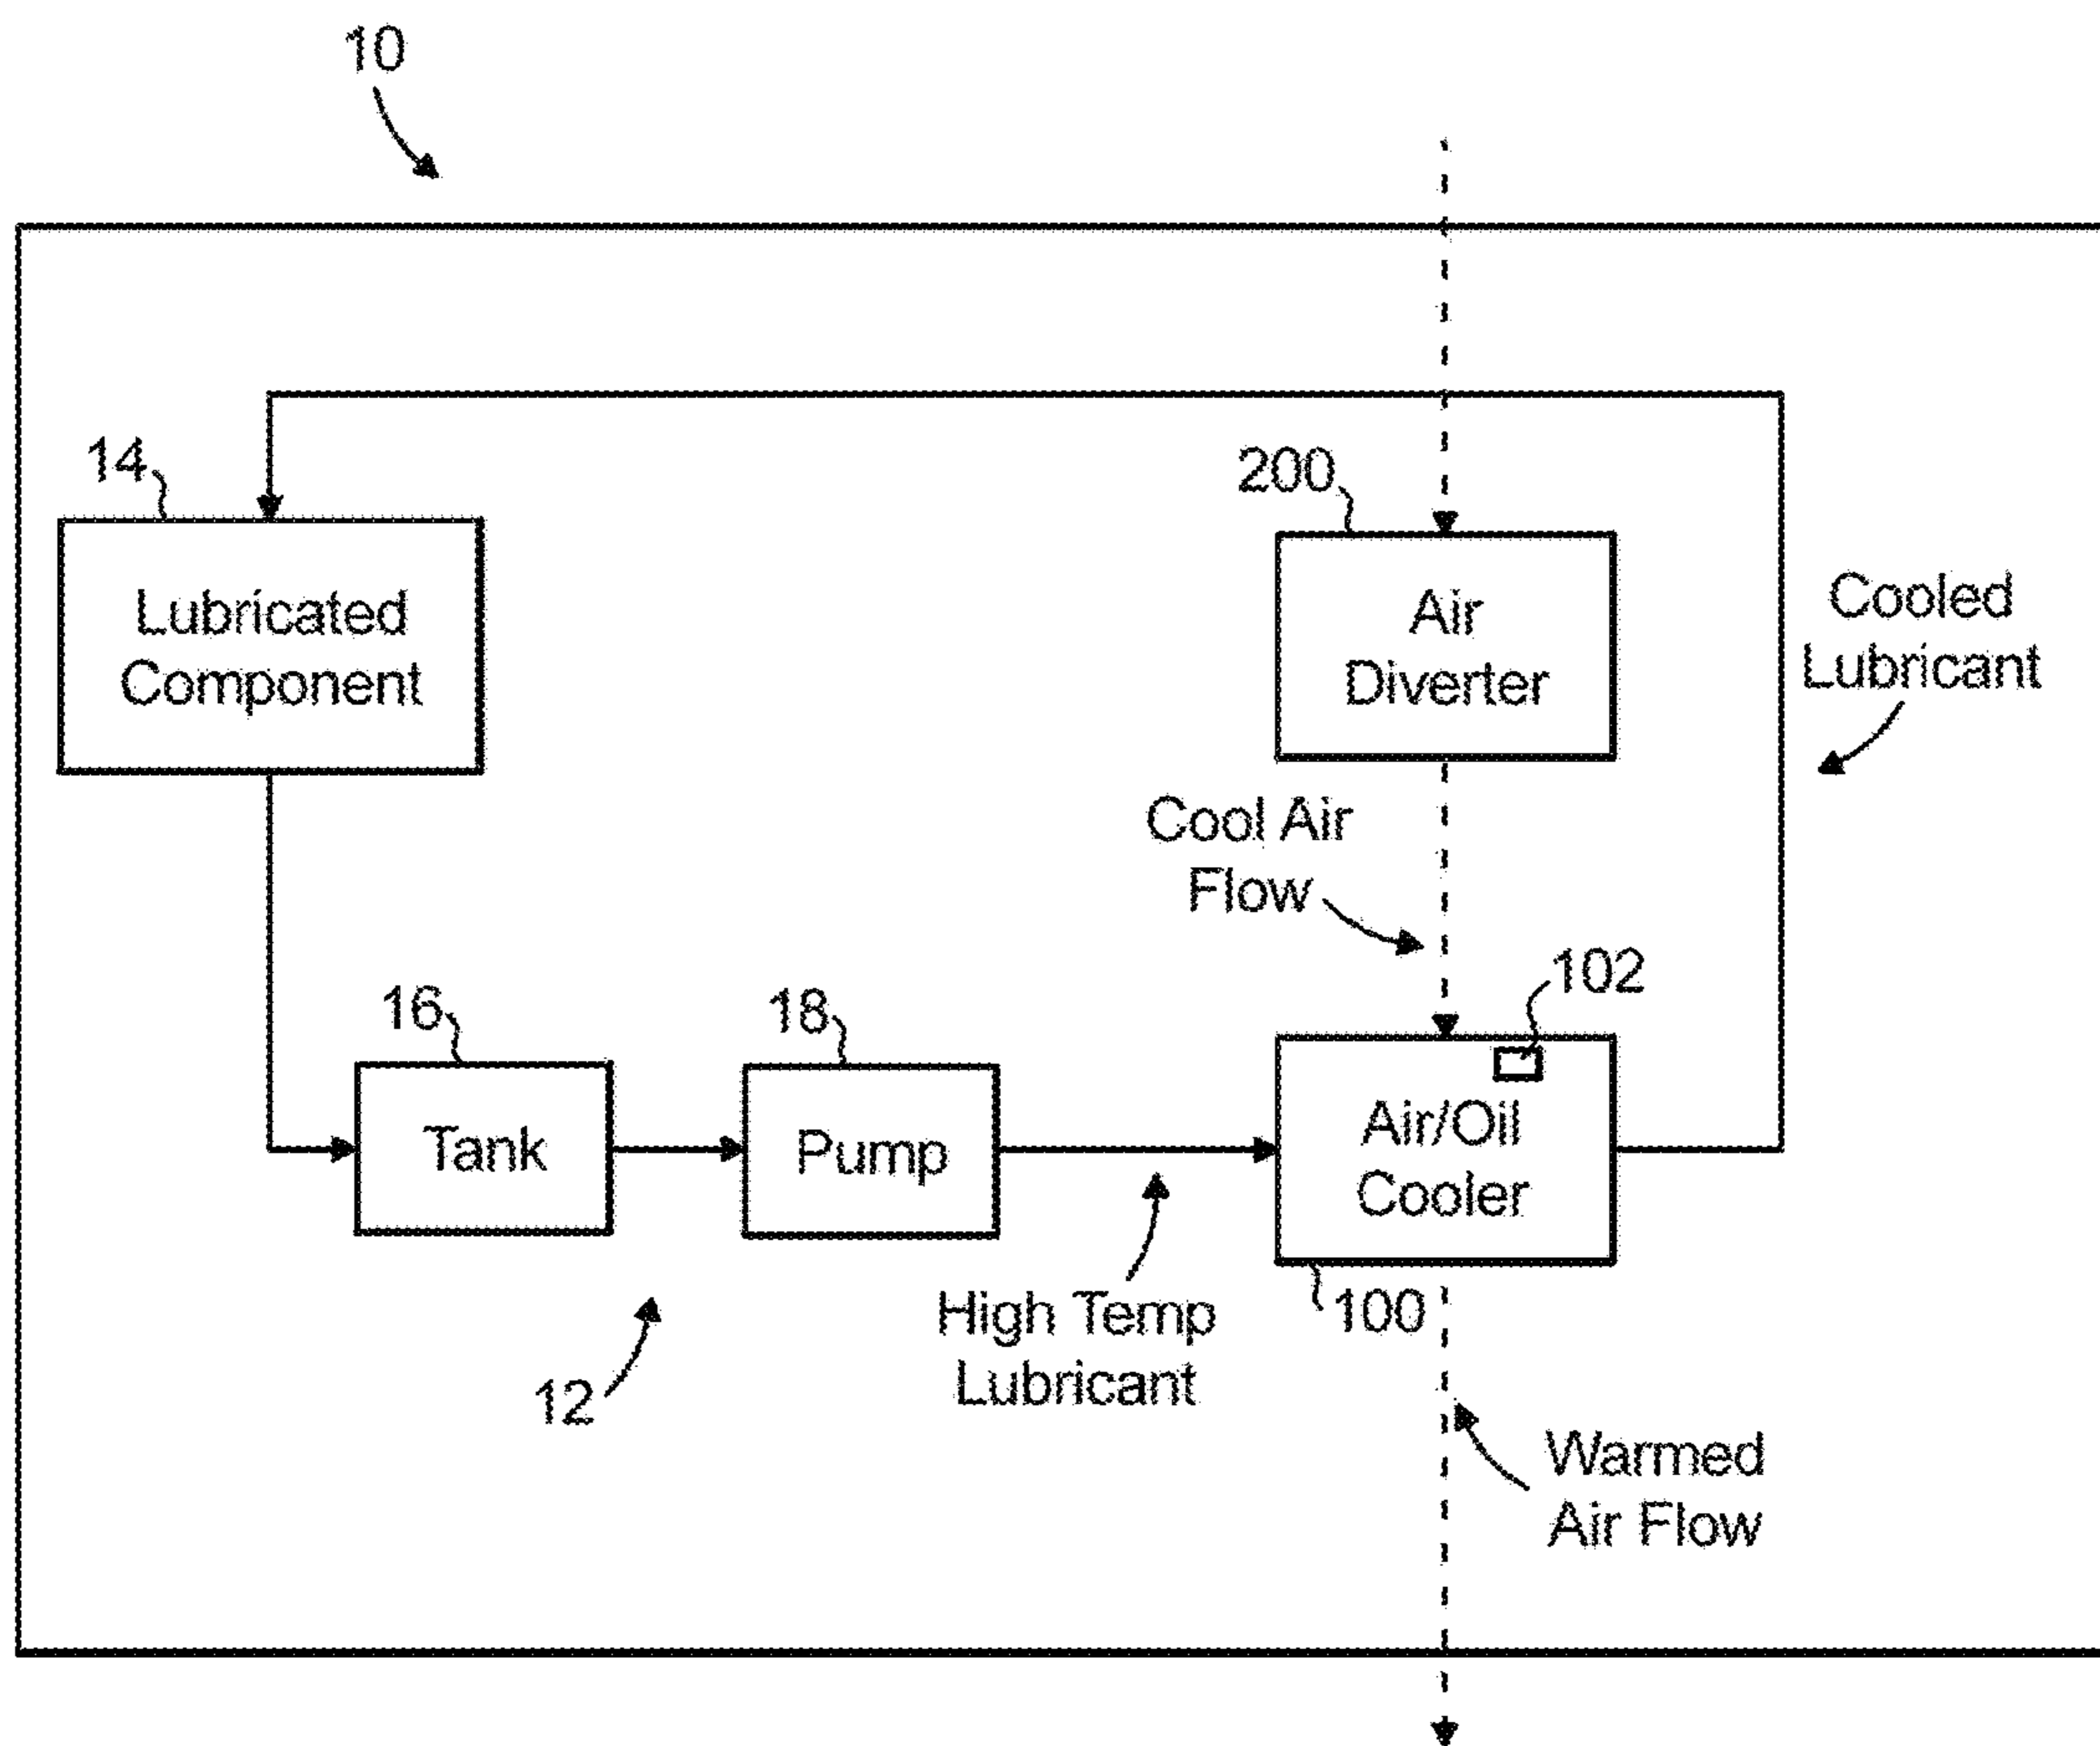 10
14
Lubricated
Component
200
Air
Diverter
Cooled
Lubricant
Cool Air
Flow
102
16
Tank
18
Pump
Air/Oil
Cooler
100
High Temp
Lubricant
12
Warmed
Air Flow